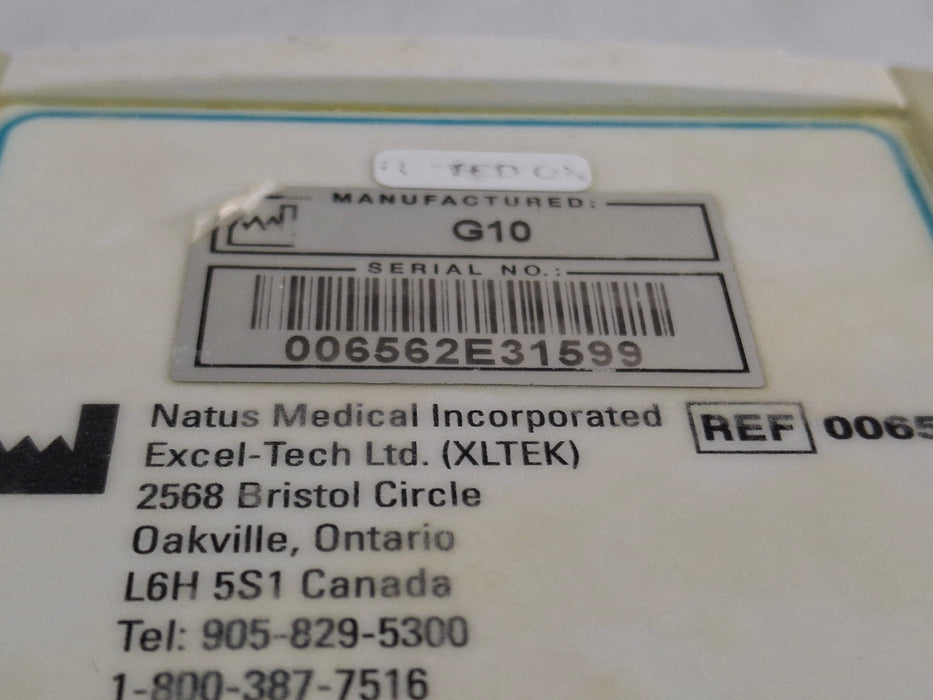 MANUFACTURED:
G10
SERIAL NO.:
006562E31599
Natus Medical Incorporated
Excel-Tech Ltd. (XLTEK)
2568 Bristol Circle
Oakville, Ontario
L6H 5S1 Canada
Tel: 905-829-5300
1-800-387-7516
REF 0065